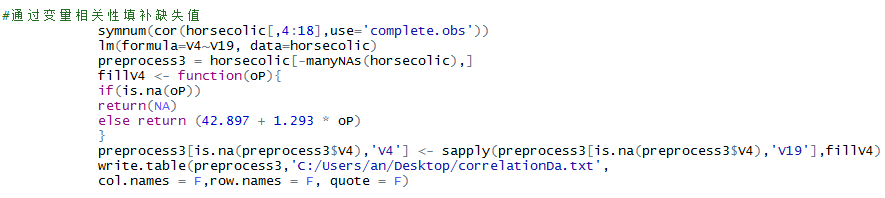 #通过变量相关性填补缺失值
symnum(cor(horsecolic[,4:18],use='complete.obs'))
lm(formula=V4~V19, data=horsecolic)
preprocess3 = horsecolic[-manyNAs(horsecolic),]
fillV4 <- function(oP){
if(is.na(oP))
return(NA)
else return (42.897 + 1.293 * oP)
}
preprocess3[is.na(preprocess3$V4),'V4'] <- sapply(preprocess3[is.na(preprocess3$V4),'V19'],fillV4)
write.table(preprocess3,'C:/Users/an/Desktop/correlationDa.txt',
col.names = F,row.names = F, quote = F)